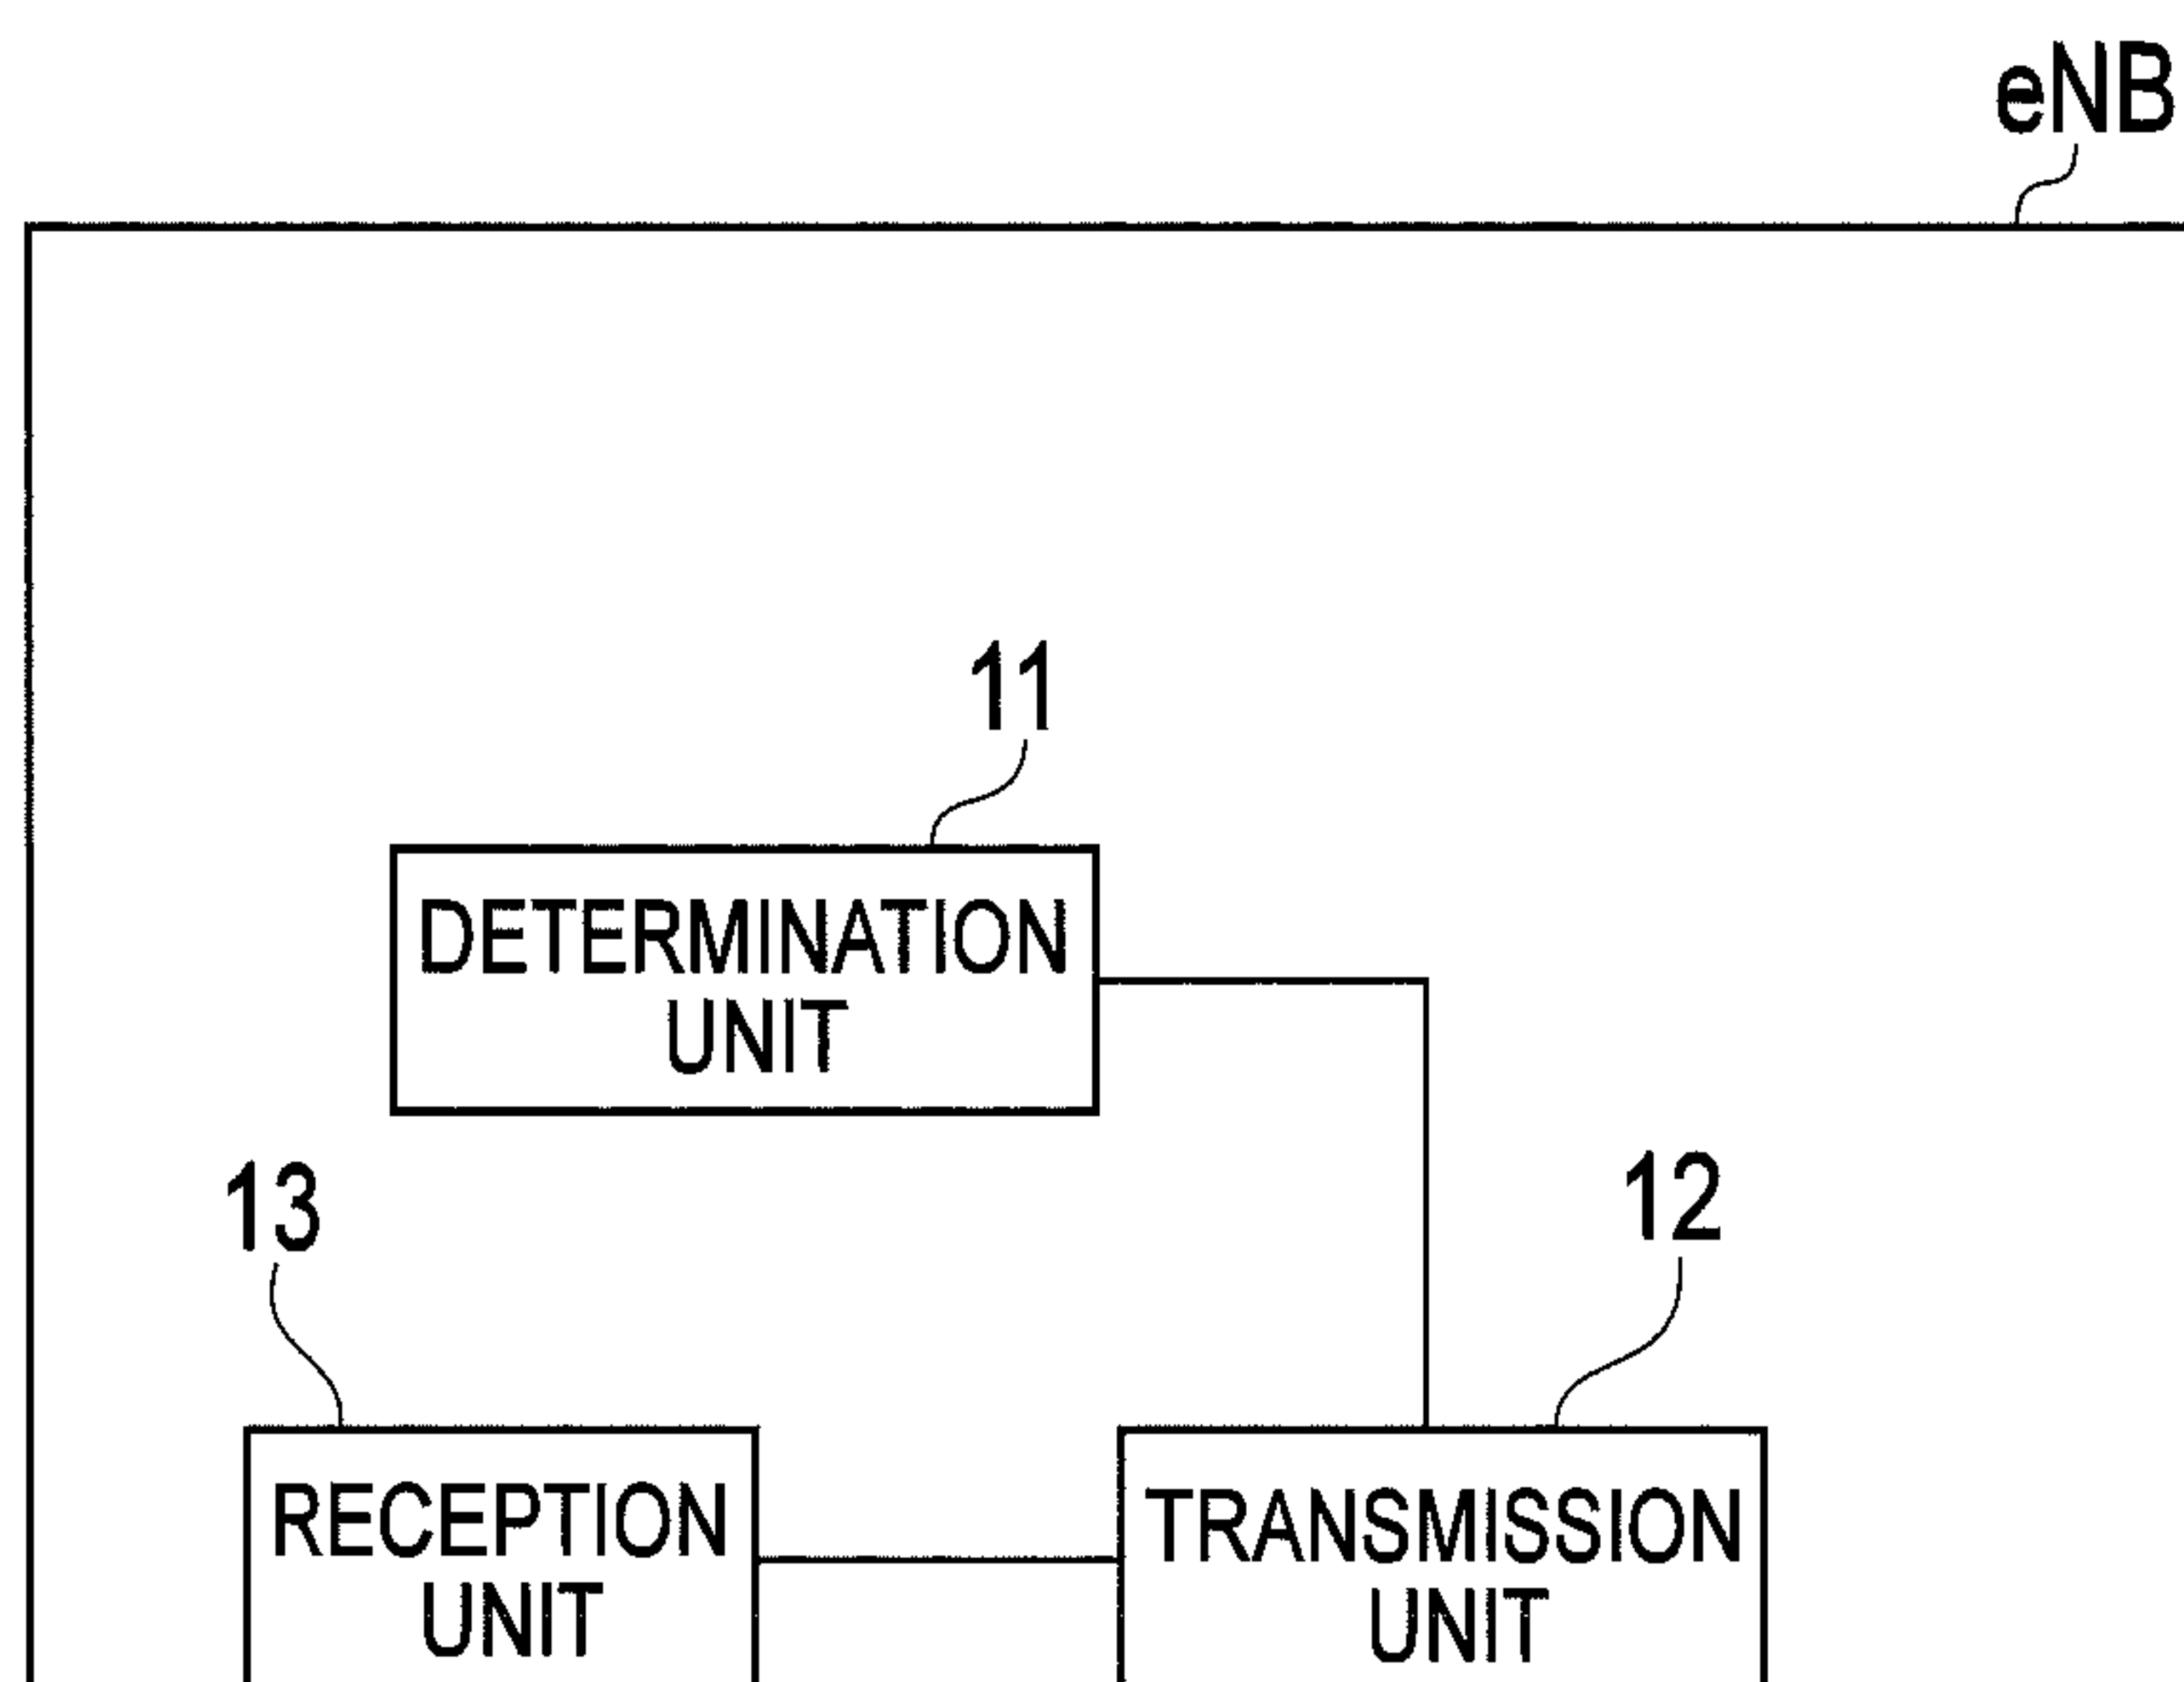 eNB
11
DETERMINATION
UNIT
13
12
RECEPTION
UNIT
TRANSMISSION
UNIT